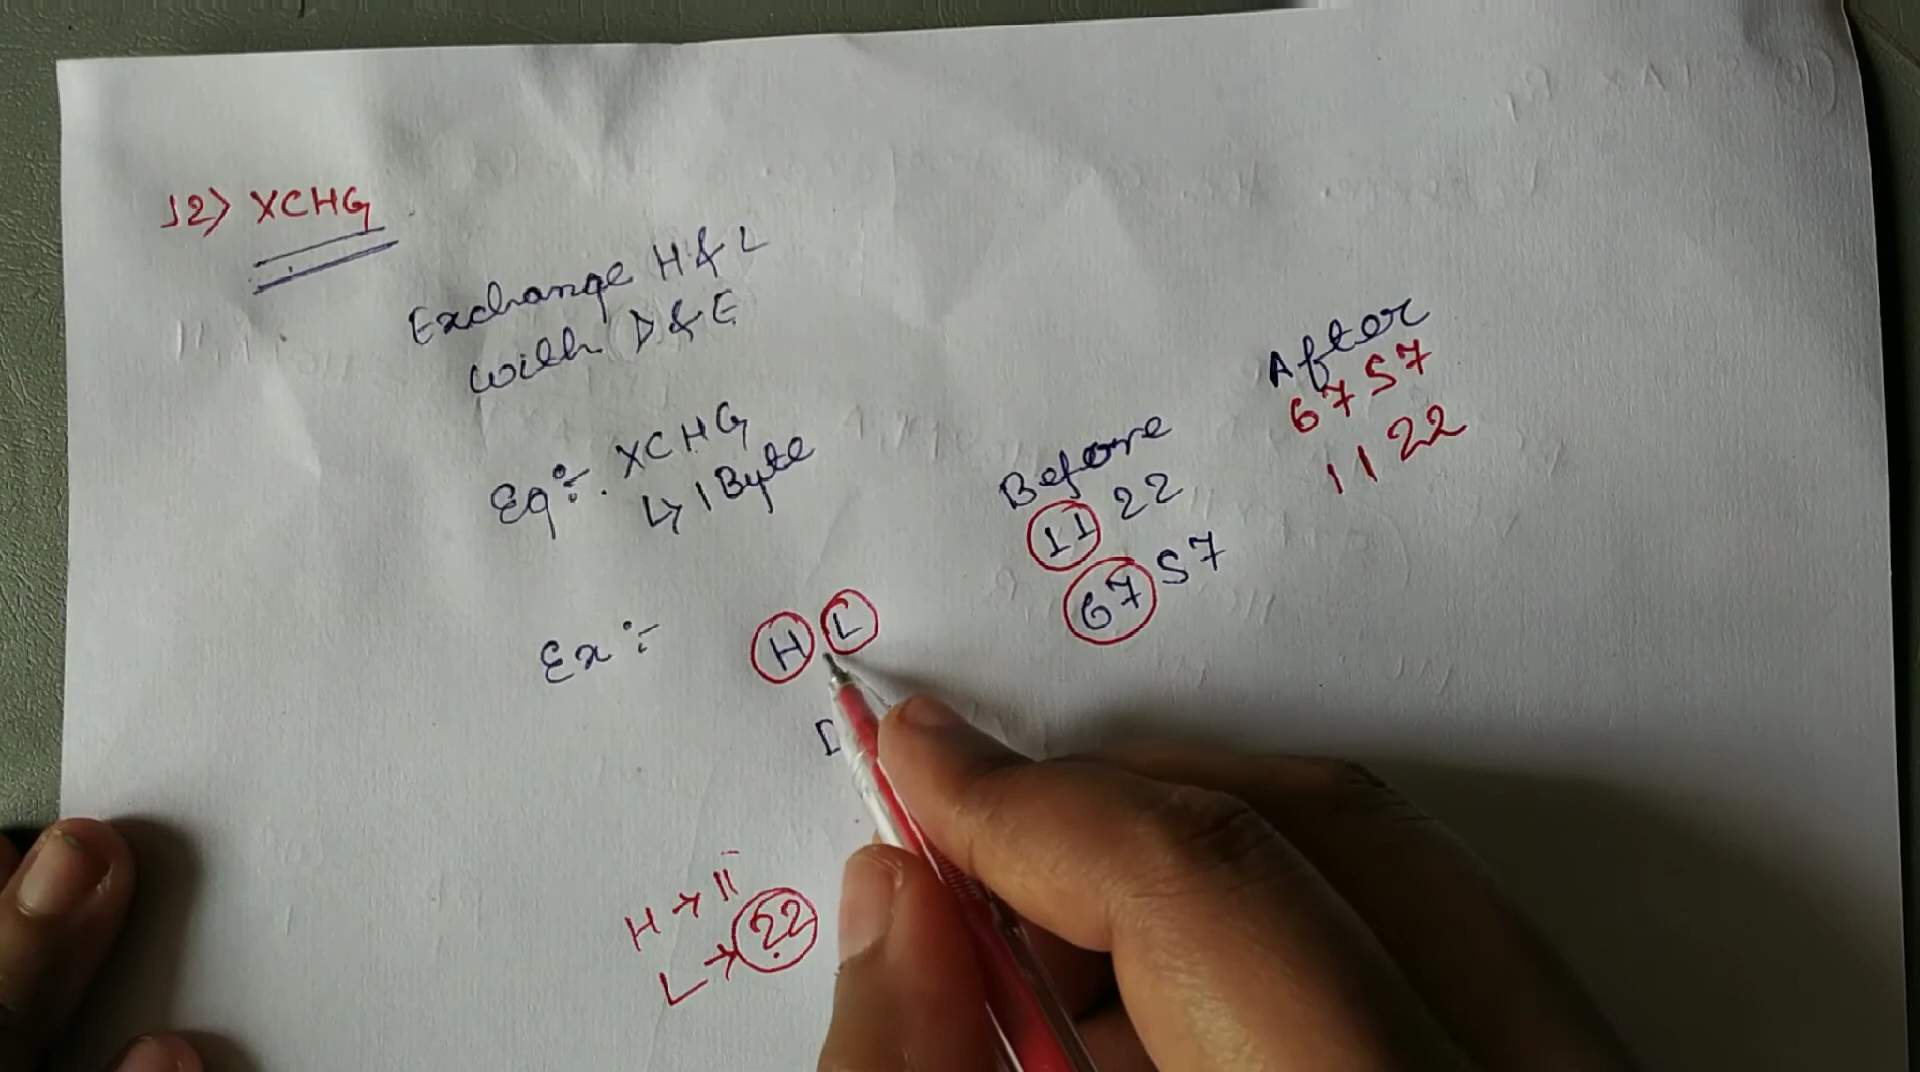 12) XCHG
Exchange H & L
with D & E
Eg:- XCHG
↳ 1 Byte
Ex:-
H L
D
Before
11 22
67 57
After
67 57
11 22
H → 11
L → 22